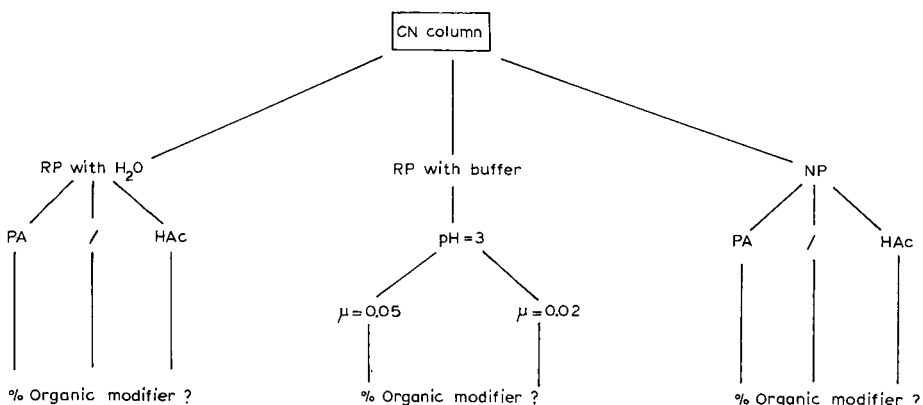 CN column
RP with H₂O
RP with buffer
NP
PA
/
HAc
pH = 3
PA
/
HAc
μ = 0.05
μ = 0.02
% Organic modifier ?
% Organic modifier ?
% Organic modifier ?